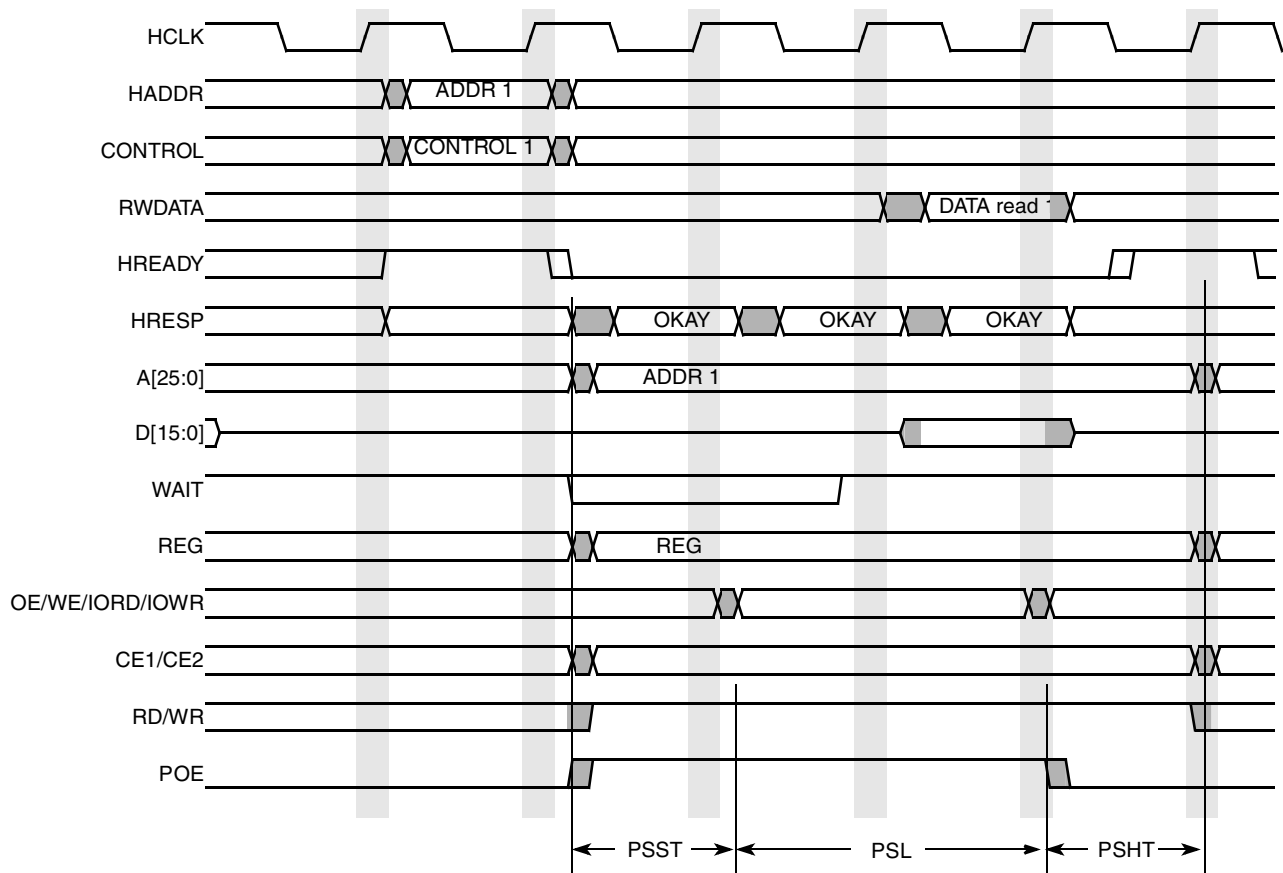 HCLK
HADDR
ADDR 1
CONTROL
CONTROL 1
RWDATA
DATA read 1
HREADY
HRESP
OKAY
OKAY
OKAY
A[25:0]
ADDR 1
D[15:0]
WAIT
REG
REG
OE/WE/IORD/IOWR
CE1/CE2
RD/WR
POE
PSST
PSL
PSHT